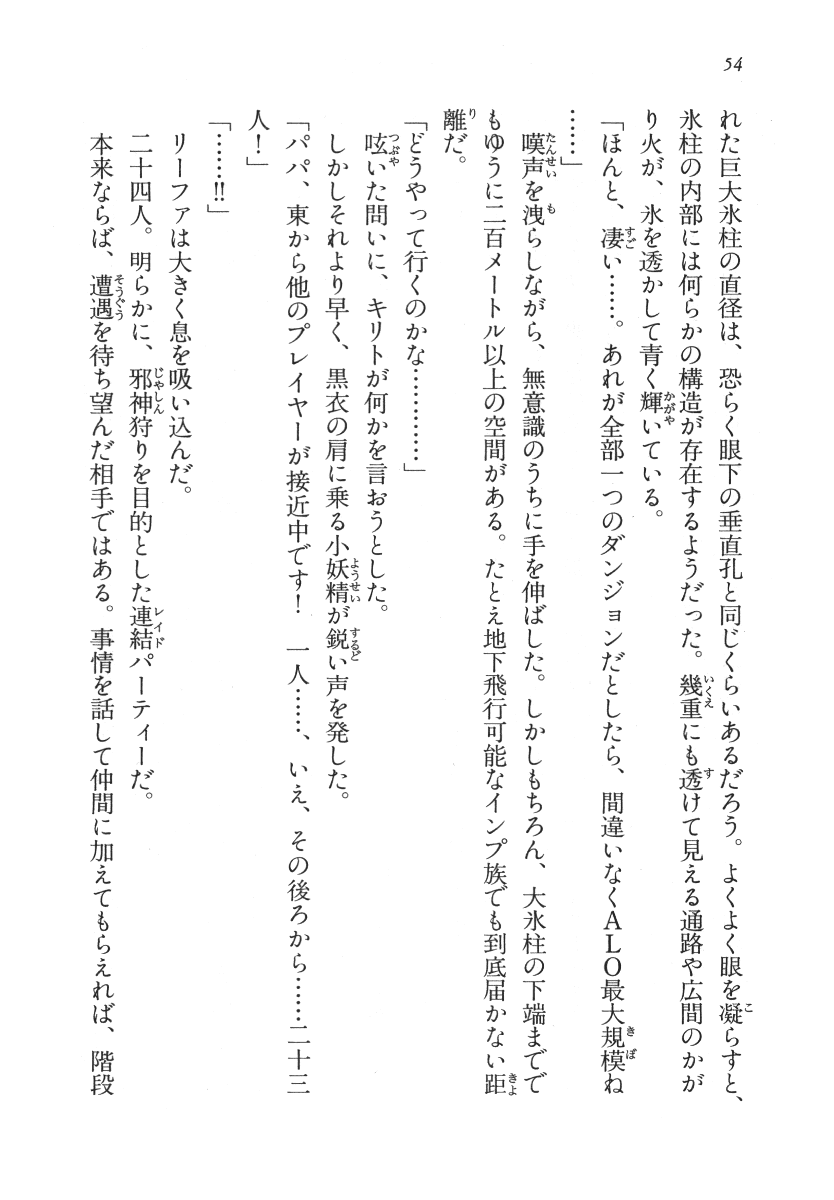 54
れた巨大氷柱の直径は、恐らく眼下の垂直孔と同じくらいあるだろう。よくよく眼を凝らすと、
氷柱の内部には何らかの構造が存在するようだった。幾重にも透けて見える通路や広間のかが
り火が、氷を透かして青く輝いている。
「ほんと、凄い……。あれが全部一つのダンジョンだとしたら、間違いなくＡＬＯ最大規模ね
……」
嘆声を洩らしながら、無意識のうちに手を伸ばした。しかしもちろん、大氷柱の下端までで
もゆうに二百メートル以上の空間がある。たとえ地下飛行可能なインプ族でも到底届かない距
離だ。
「どうやって行くのかな…………」
呟いた問いに、キリトが何かを言おうとした。
しかしそれより早く、黒衣の肩に乗る小妖精が鋭い声を発した。
「パパ、東から他のプレイヤーが接近中です！　一人……、いえ、その後ろから……二十三
人！」
「……!!」
リーファは大きく息を吸い込んだ。
二十四人。明らかに、邪神狩りを目的とした連結パーティーだ。
本来ならば、遭遇を待ち望んだ相手ではある。事情を話して仲間に加えてもらえれば、階段